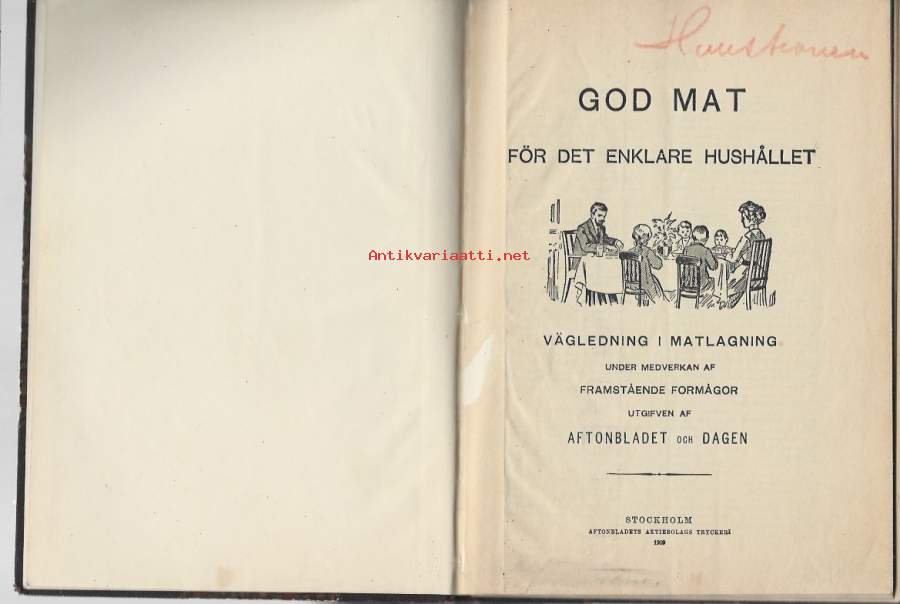 GOD MAT
FÖR DET ENKLARE HUSHÅLLET
Antikvariaatti.net
VÄGLEDNING I MATLAGNING
UNDER MEDVERKAN AF
FRAMSTÅENDE FORMÅGOR
UTGIFVEN AF
AFTONBLADET OCH DAGEN
STOCKHOLM
AFTONBLADETS AKTIEBOLAGS TRYCKERI
1909